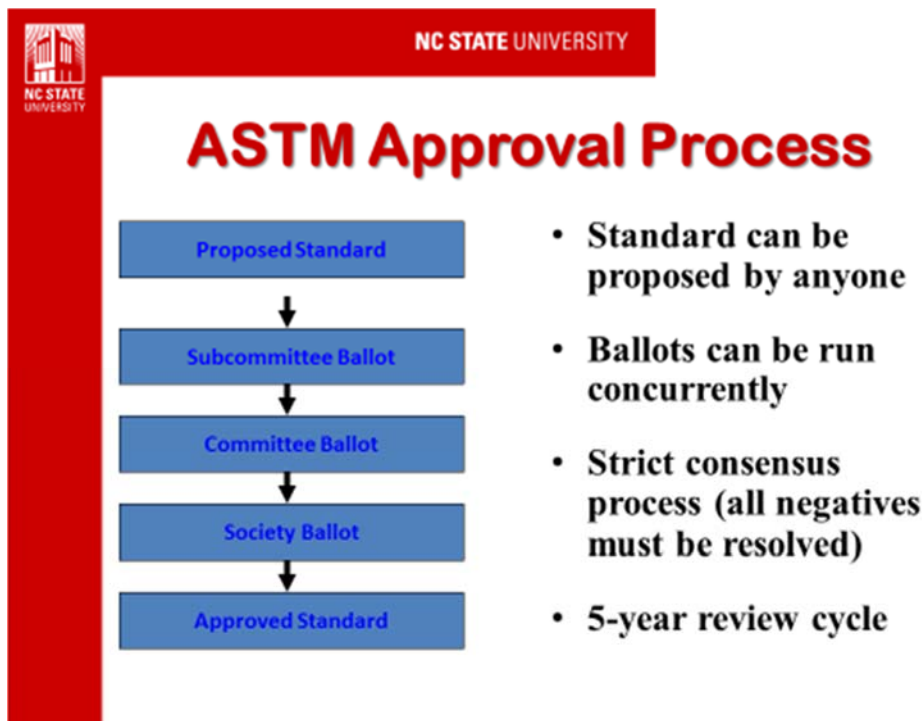 NC STATE UNIVERSITY
NC STATE
UNIVERSITY
ASTM Approval Process
Proposed Standard
Subcommittee Ballot
Committee Ballot
Society Ballot
Approved Standard
• Standard can be
proposed by anyone
• Ballots can be run
concurrently
• Strict consensus
process (all negatives
must be resolved)
• 5-year review cycle